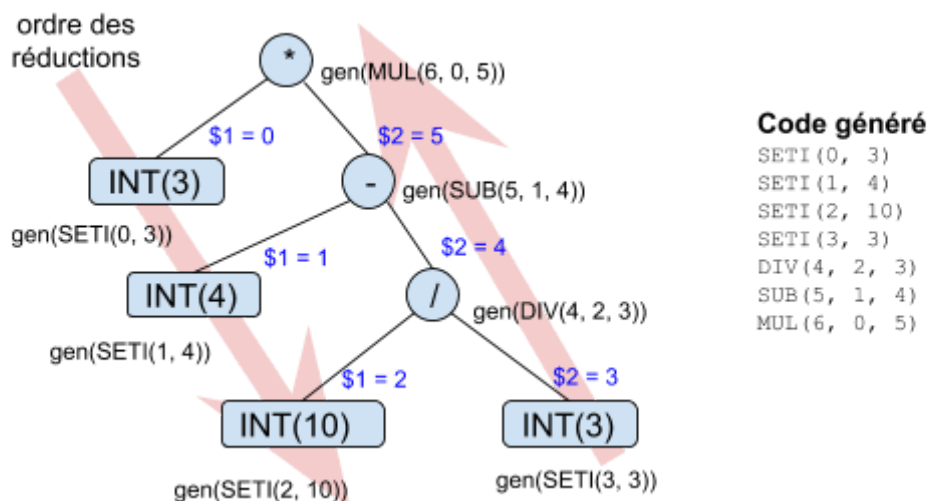 ordre des
réductions
*
gen(MUL(6, 0, 5))
$1 = 0
$2 = 5
INT(3)
-
gen(SUB(5, 1, 4))
gen(SETI(0, 3))
$1 = 1
$2 = 4
INT(4)
/
gen(DIV(4, 2, 3))
gen(SETI(1, 4))
$1 = 2
$2 = 3
INT(10)
INT(3)
gen(SETI(2, 10))
gen(SETI(3, 3))
Code généré
SETI(0, 3)
SETI(1, 4)
SETI(2, 10)
SETI(3, 3)
DIV(4, 2, 3)
SUB(5, 1, 4)
MUL(6, 0, 5)